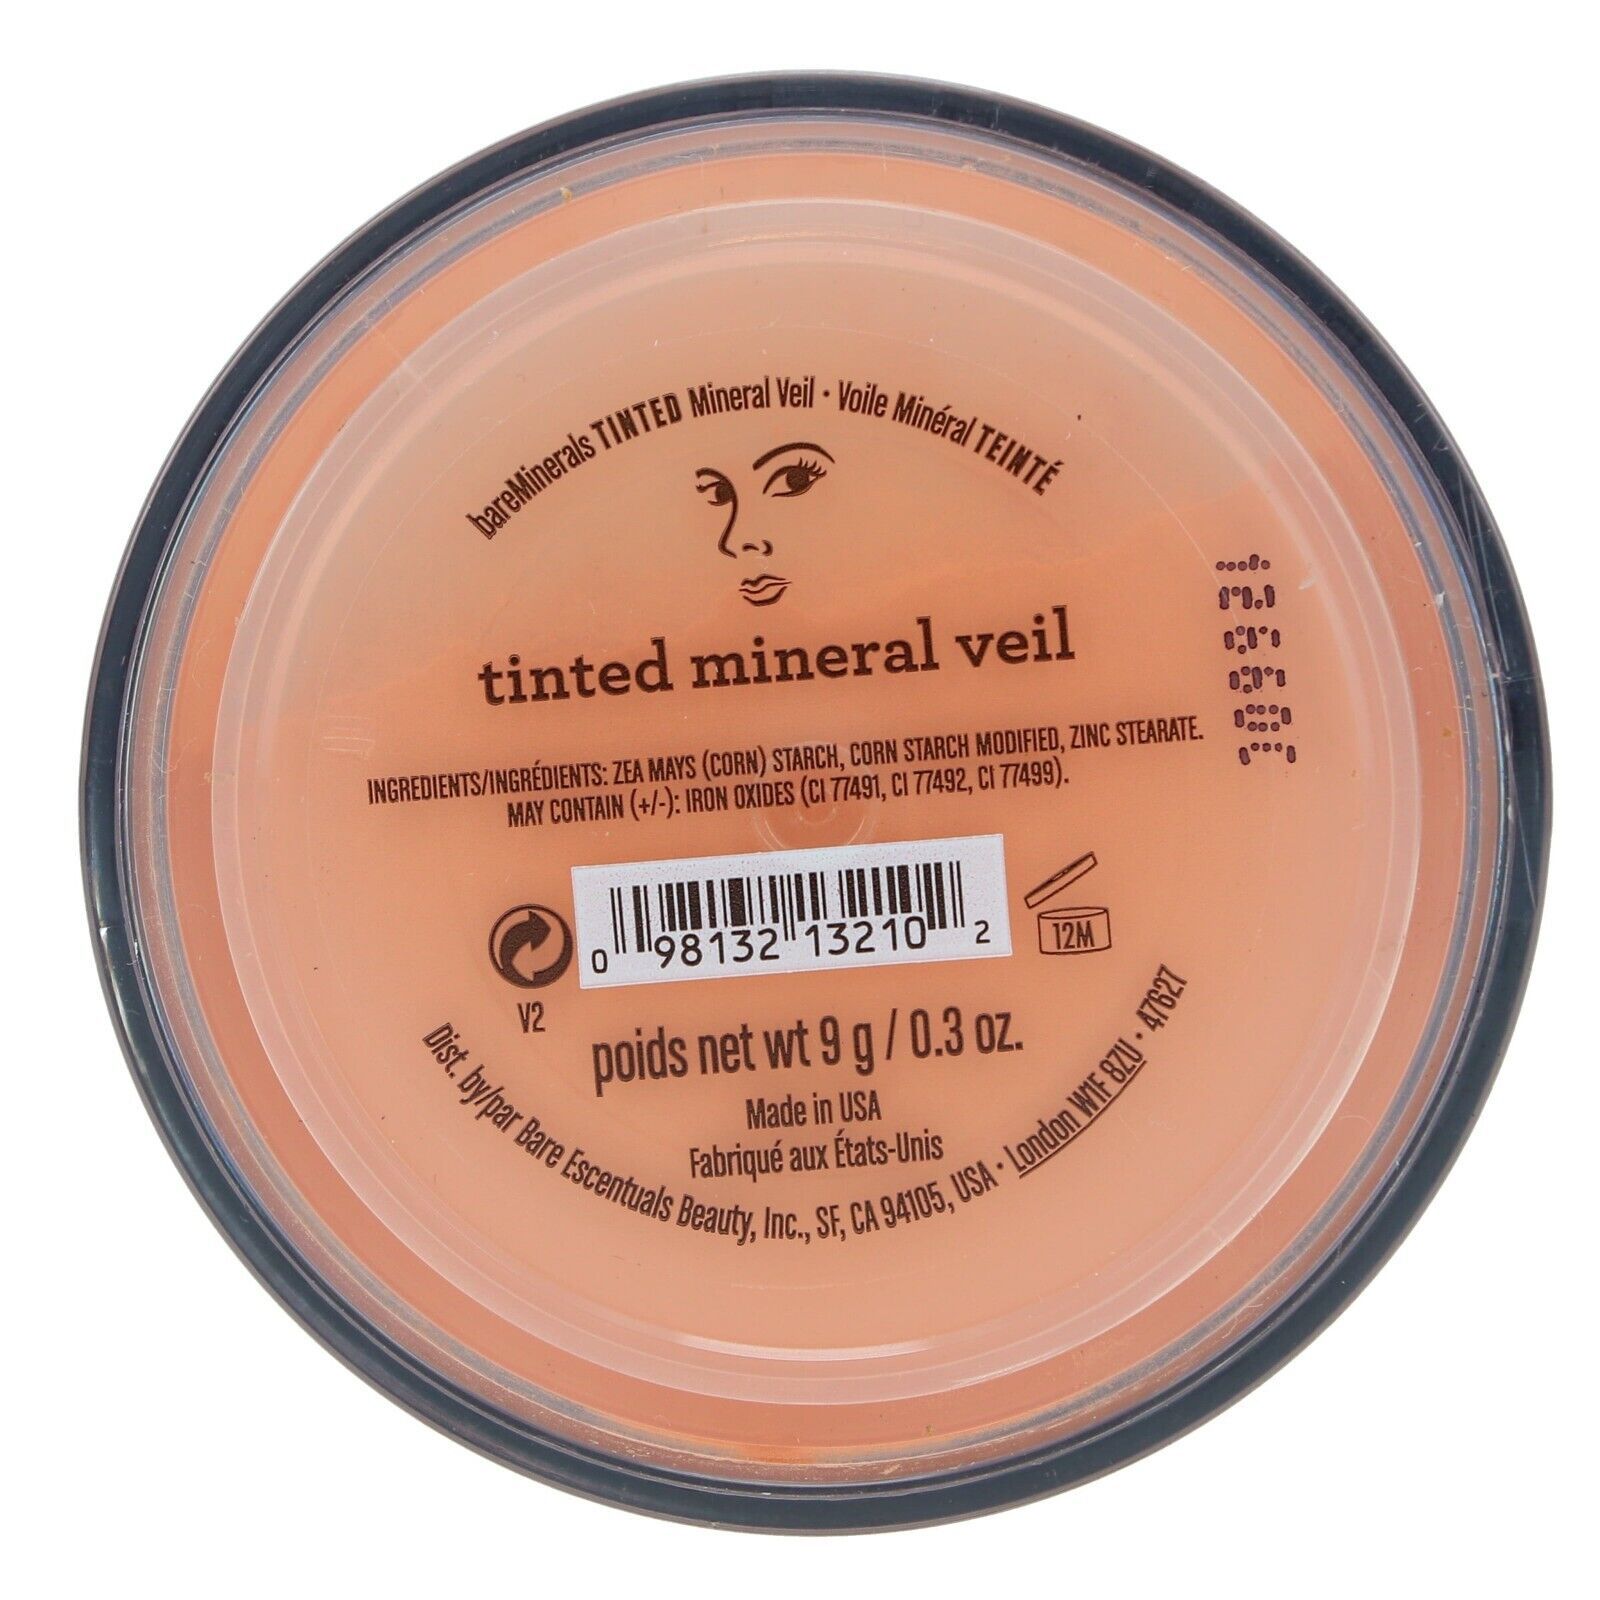 bareMinerals TINTED Mineral Veil · Voile Minéral TEINTÉ
tinted mineral veil
INGREDIENTS/INGRÉDIENTS: ZEA MAYS (CORN) STARCH, CORN STARCH MODIFIED, ZINC STEARATE.
MAY CONTAIN (+/-): IRON OXIDES (CI 77491, CI 77492, CI 77499).
0 98132 13210 2
12M
V2
poids net wt 9 g / 0.3 oz.
Made in USA
Fabriqué aux États-Unis
Dist. by/par Bare Escentuals Beauty, Inc., SF, CA 94105, USA · London W1F 8ZU · 47627